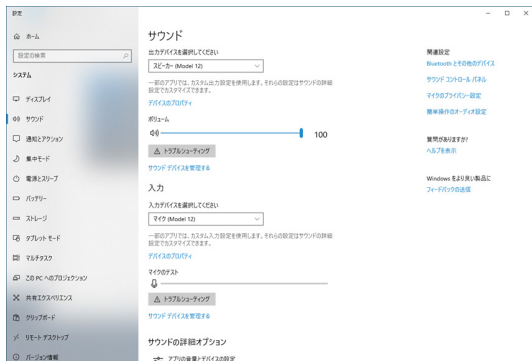 設定
ホーム
設定の検索
システム
ディスプレイ
サウンド
通知とアクション
集中モード
電源とスリープ
バッテリー
ストレージ
タブレット モード
マルチタスク
この PC へのプロジェクション
共有エクスペリエンス
クリップボード
リモート デスクトップ
バージョン情報
サウンド
出力デバイスを選択してください
スピーカー (Model 12)
一部のアプリでは、カスタム出力設定を使用します。それらの設定はサウンドの詳細
設定でカスタマイズできます。
デバイスのプロパティ
ボリューム
100
トラブルシューティング
サウンド デバイスを管理する
入力
入力デバイスを選択してください
マイク (Model 12)
一部のアプリでは、カスタム入力設定を使用します。それらの設定はサウンドの詳細
設定でカスタマイズできます。
デバイスのプロパティ
マイクのテスト
トラブルシューティング
サウンド デバイスを管理する
サウンドの詳細オプション
アプリの音量とデバイスの設定
関連設定
Bluetooth とその他のデバイス
サウンド コントロール パネル
マイクのプライバシー設定
簡単操作のオーディオ設定
質問がありますか?
ヘルプを表示
Windows をより良い製品に
フィードバックの送信